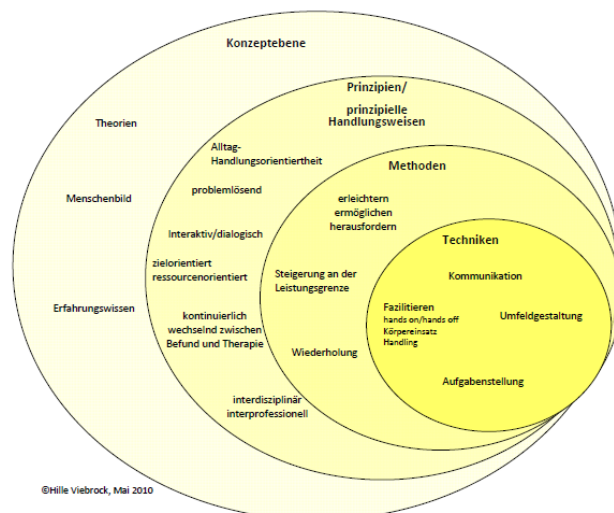 Konzeptebene
Theorien
Menschenbild
Erfahrungswissen
Prinzipien/
prinzipielle
Handlungsweisen
Alltag-
Handlungsorientiertheit
problemlösend
Interaktiv/dialogisch
zielorientiert
ressourcenorientiert
kontinuierlich
wechselnd zwischen
Befund und Therapie
interdisziplinär
interprofessionell
Methoden
erleichtern
ermöglichen
herausfordern
Steigerung an der
Leistungsgrenze
Wiederholung
Techniken
Kommunikation
Fazilitieren
hands on/hands off
Körpereinsatz
Handling
Umfeldgestaltung
Aufgabenstellung
©Hille Viebrock, Mai 2010